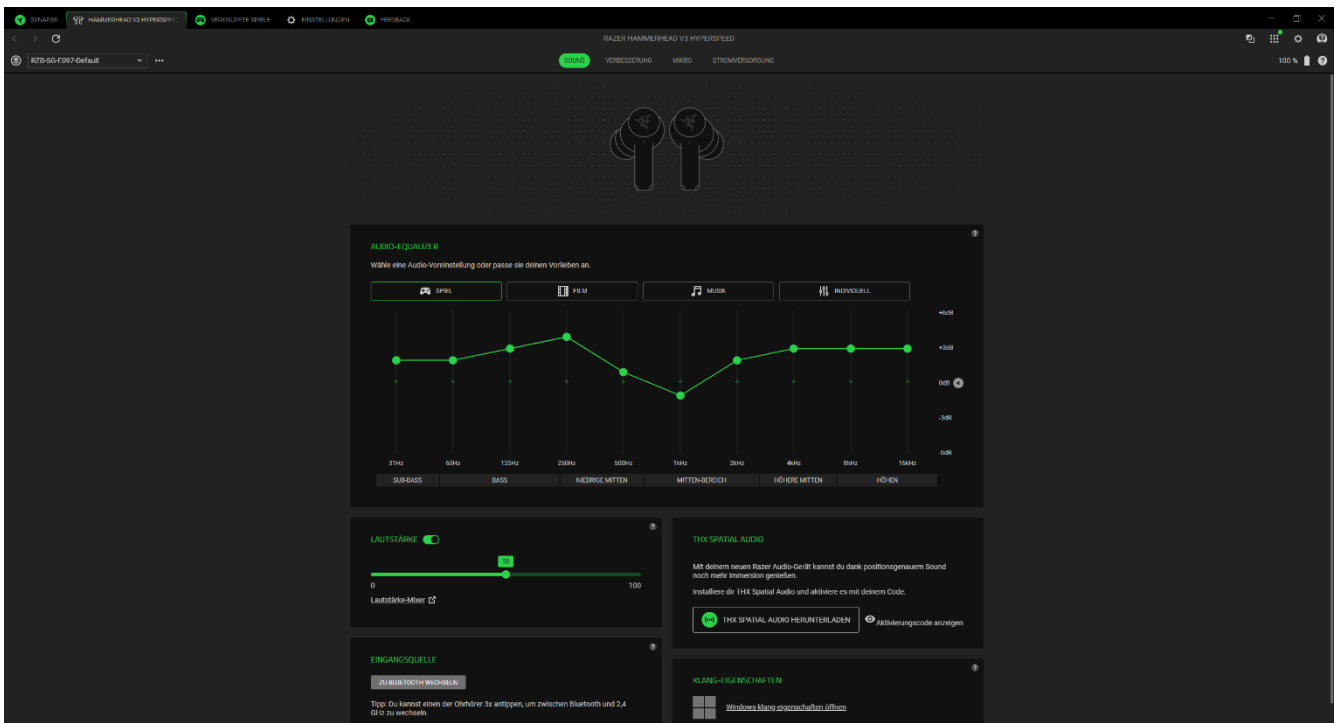 SYNAPSE
HAMMERHEAD V3 HYPERSPEE
VERKNÜPFTE SPIELE
EINSTELLUNGEN
FEEDBACK
RAZER HAMMERHEAD V3 HYPERSPEED
RZB-SG-E097-Default
SOUND
VERBESSERUNG
MIKRO
STROMVERSORGUNG
100 %
AUDIO-EQUALIZER
Wähle eine Audio-Voreinstellung oder passe sie deinen Vorlieben an.
SPIEL
FILM
MUSIK
INDIVIDUELL
+6dB
+3dB
0dB
-3dB
-6dB
31Hz 63Hz 125Hz 250Hz 500Hz 1kHz 2kHz 4kHz 8kHz 16kHz
SUB-BASS BASS NIEDRIGE MITTEN MITTEN-BEREICH HÖHERE MITTEN HÖHEN
LAUTSTÄRKE
50
0 100
Lautstärke-Mixer
THX SPATIAL AUDIO
Mit deinem neuen Razer Audio-Gerät kannst du dank positionsgenauem Sound
noch mehr Immersion genießen.
Installiere dir THX Spatial Audio und aktiviere es mit deinem Code.
THX SPATIAL AUDIO HERUNTERLADEN
Aktivierungscode anzeigen
EINGANGSQUELLE
ZU BLUETOOTH WECHSELN
Tipp: Du kannst einen der Ohrhörer 3x antippen, um zwischen Bluetooth und 2,4
GHz zu wechseln.
KLANG-EIGENSCHAFTEN
Windows klang eigenschaften öffnen